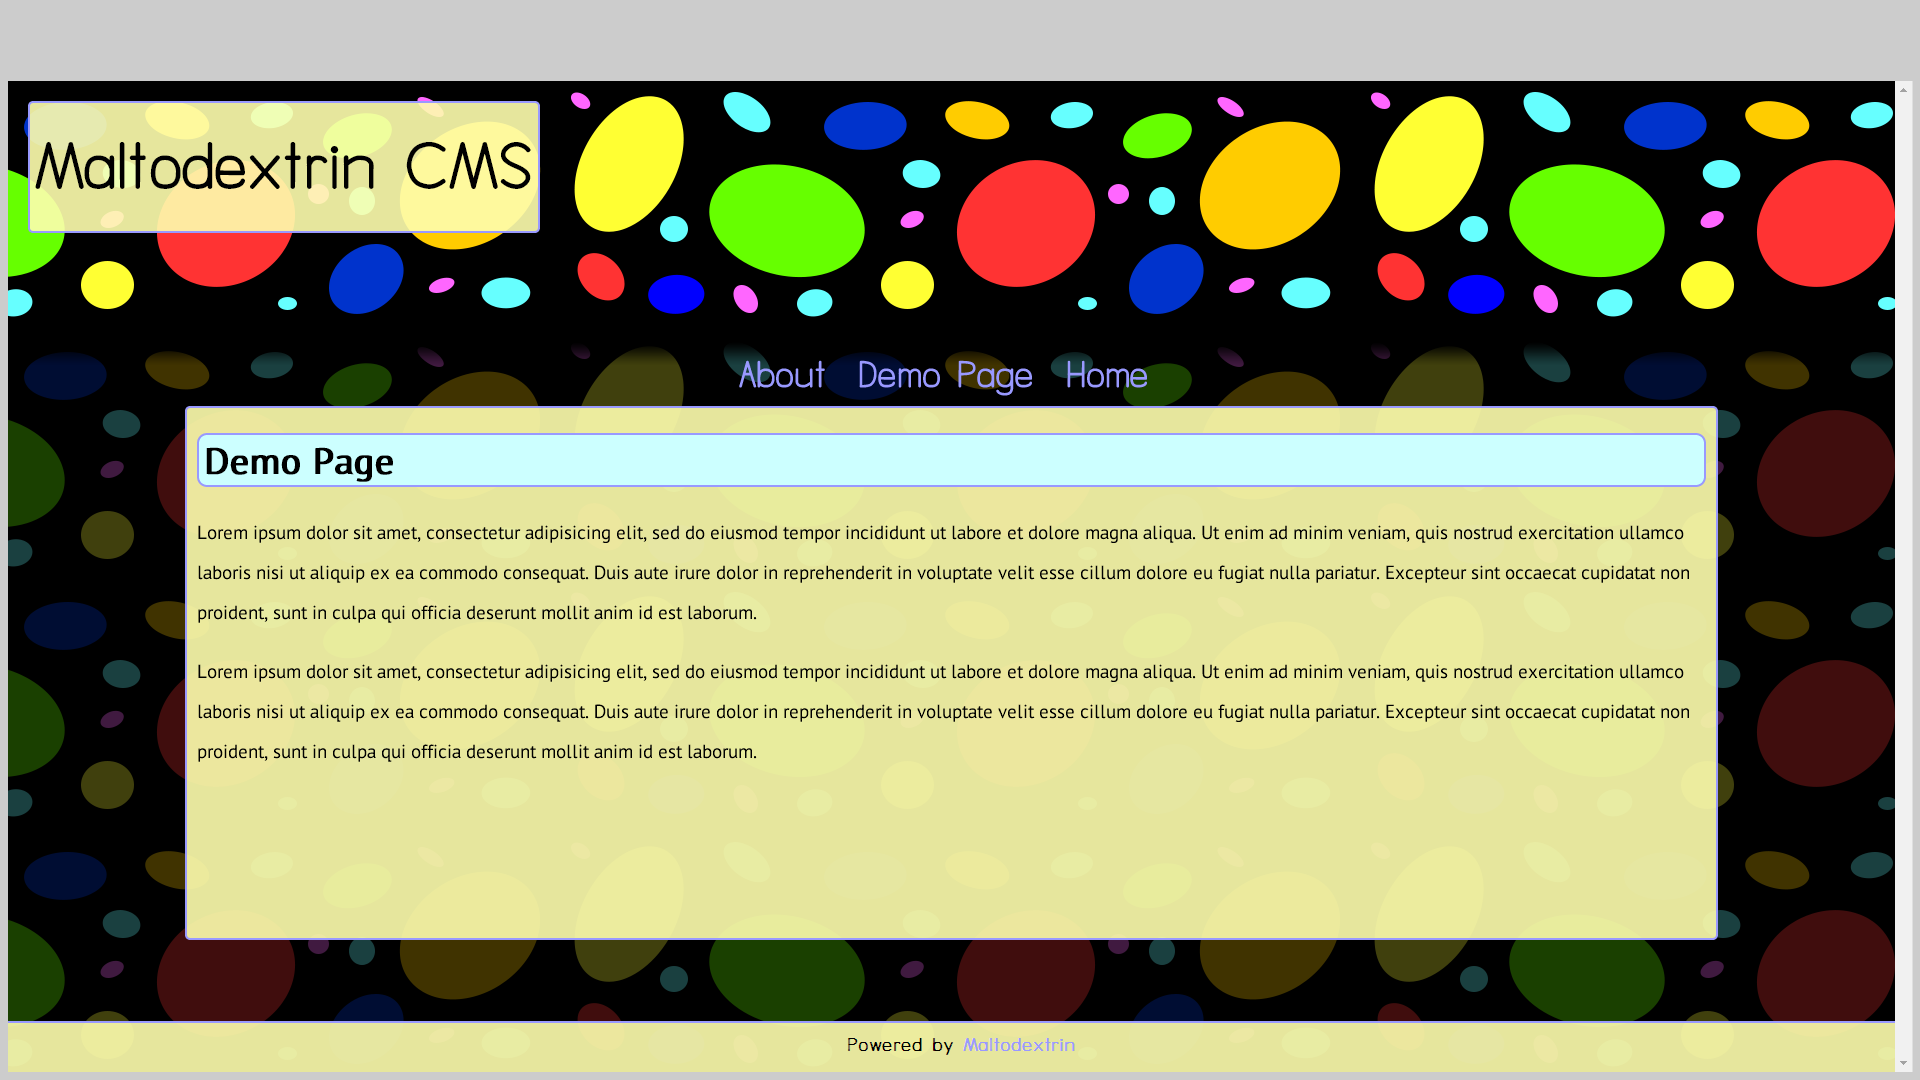 Maltodextrin CMS
About Demo Page Home
Demo Page
Lorem ipsum dolor sit amet, consectetur adipisicing elit, sed do eiusmod tempor incididunt ut labore et dolore magna aliqua. Ut enim ad minim veniam, quis nostrud exercitation ullamco
laboris nisi ut aliquip ex ea commodo consequat. Duis aute irure dolor in reprehenderit in voluptate velit esse cillum dolore eu fugiat nulla pariatur. Excepteur sint occaecat cupidatat non
proident, sunt in culpa qui officia deserunt mollit anim id est laborum.
Lorem ipsum dolor sit amet, consectetur adipisicing elit, sed do eiusmod tempor incididunt ut labore et dolore magna aliqua. Ut enim ad minim veniam, quis nostrud exercitation ullamco
laboris nisi ut aliquip ex ea commodo consequat. Duis aute irure dolor in reprehenderit in voluptate velit esse cillum dolore eu fugiat nulla pariatur. Excepteur sint occaecat cupidatat non
proident, sunt in culpa qui officia deserunt mollit anim id est laborum.
Powered by Maltodextrin